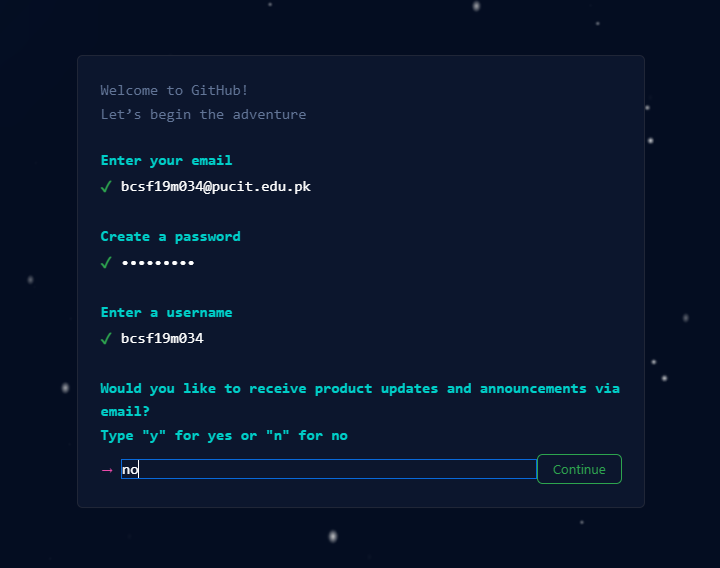 Welcome to GitHub!
Let’s begin the adventure
Enter your email
✓ bcsf19m034@pucit.edu.pk
Create a password
✓ •••••••••
Enter a username
✓ bcsf19m034
Would you like to receive product updates and announcements via
email?
Type "y" for yes or "n" for no
→ no Continue